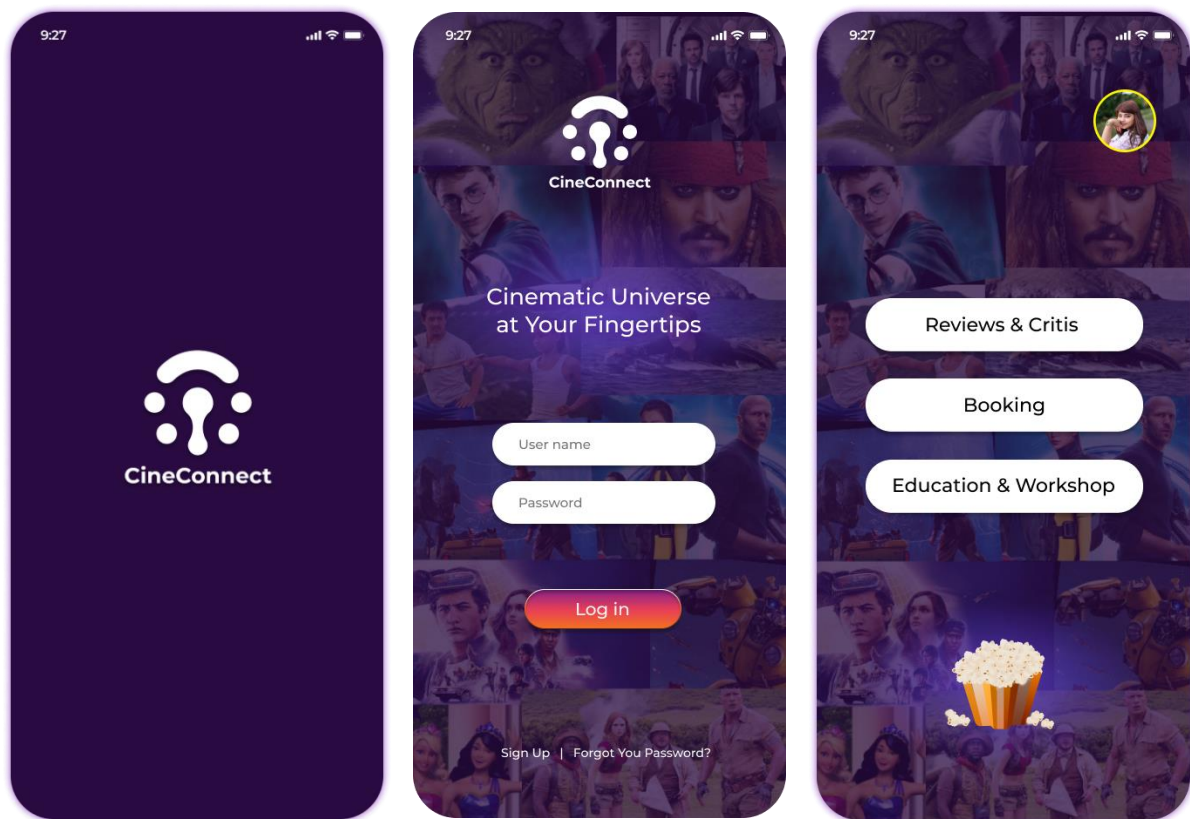 9:27
CineConnect
9:27
CineConnect
Cinematic Universe
at Your Fingertips
User name
Password
Log in
Sign Up | Forgot You Password?
9:27
Reviews & Critis
Booking
Education & Workshop